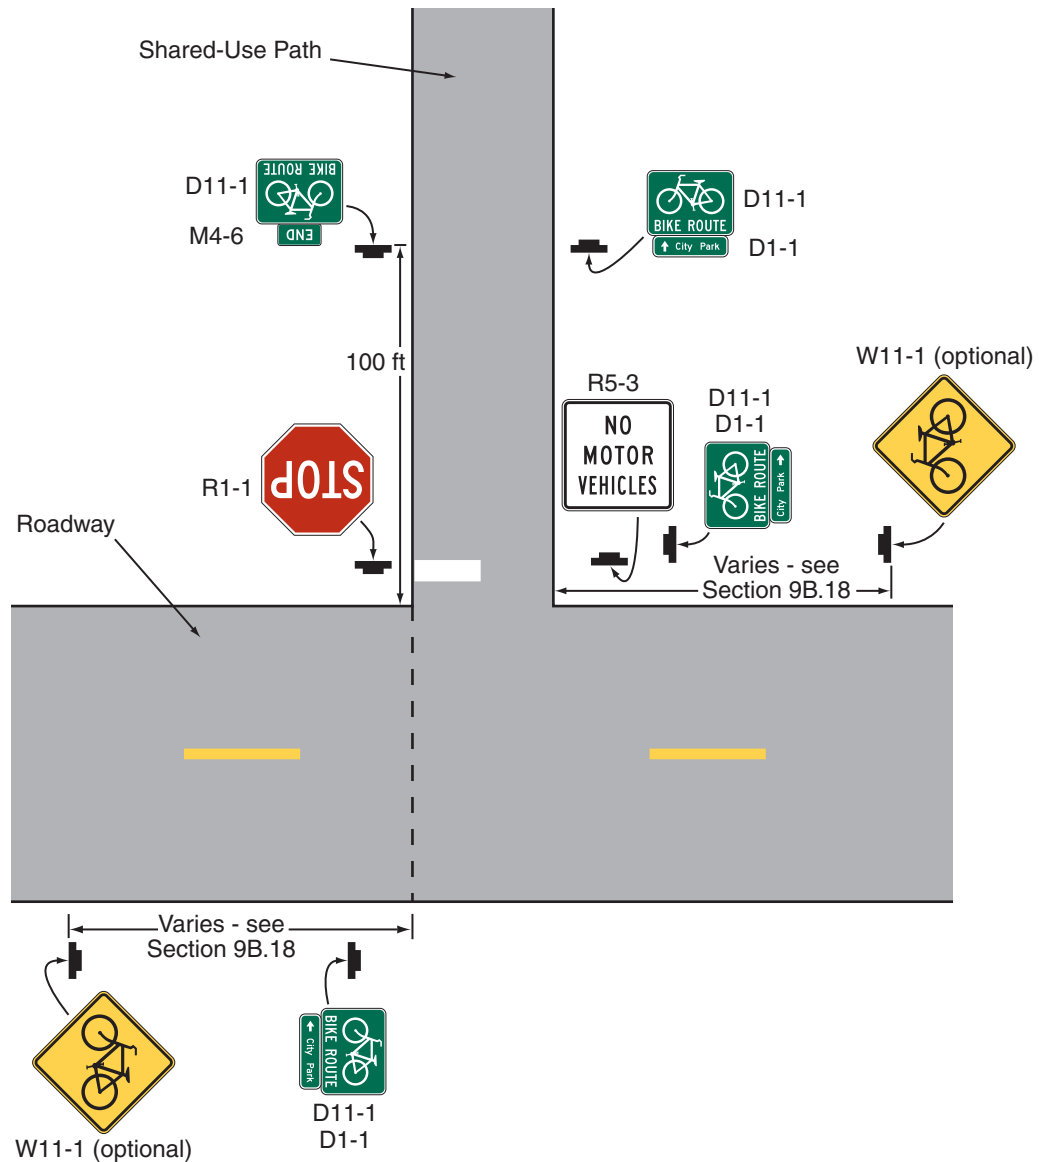 Shared-Use Path
BIKE ROUTE
END
D11-1
M4-6
BIKE ROUTE
↑ City Park
D11-1
D1-1
100 ft
W11-1 (optional)
R5-3
NO
MOTOR
VEHICLES
D11-1
D1-1
BIKE ROUTE
City Park ↑
STOP
R1-1
Roadway
Varies - see
Section 9B.18
Varies - see
Section 9B.18
BIKE ROUTE
↑ City Park
D11-1
D1-1
W11-1 (optional)